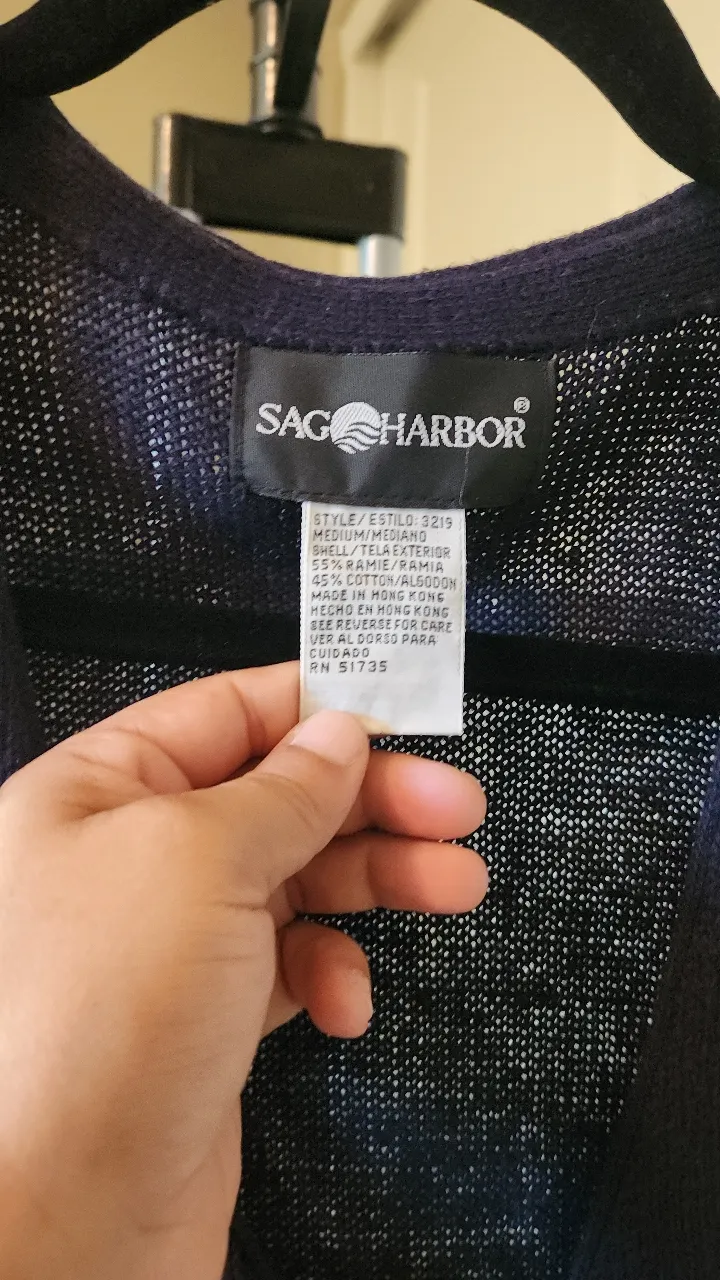 SAG HARBOR®
STYLE/ESTILO: 3219
MEDIUM/MEDIANO
SHELL/TELA EXTERIOR
55% RAMIE/RAMIA
45% COTTON/ALGODON
MADE IN HONG KONG
HECHO EN HONG KONG
SEE REVERSE FOR CARE
VER AL DORSO PARA
CUIDADO
RN 51735